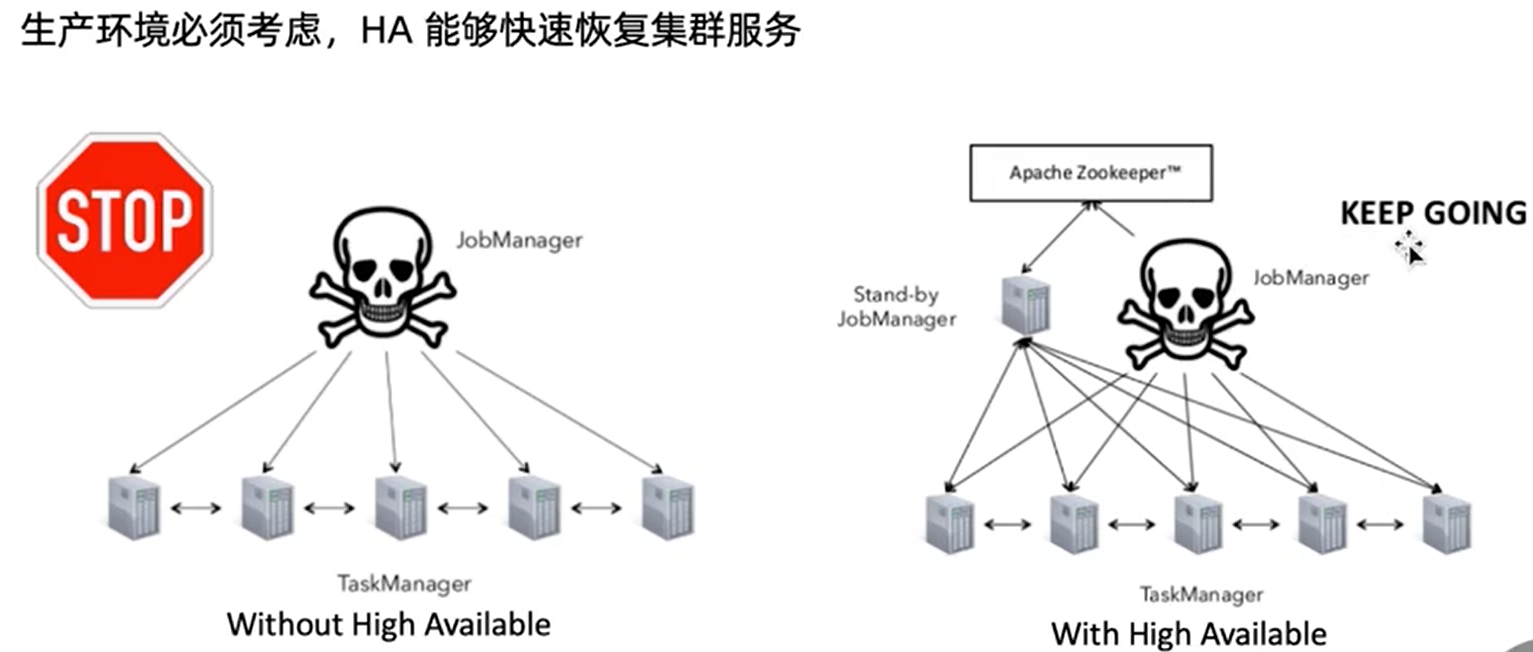 生产环境必须考虑，HA 能够快速恢复集群服务
STOP
JobManager
TaskManager
Without High Available
Apache Zookeeper™
KEEP GOING
Stand-by
JobManager
JobManager
TaskManager
With High Available